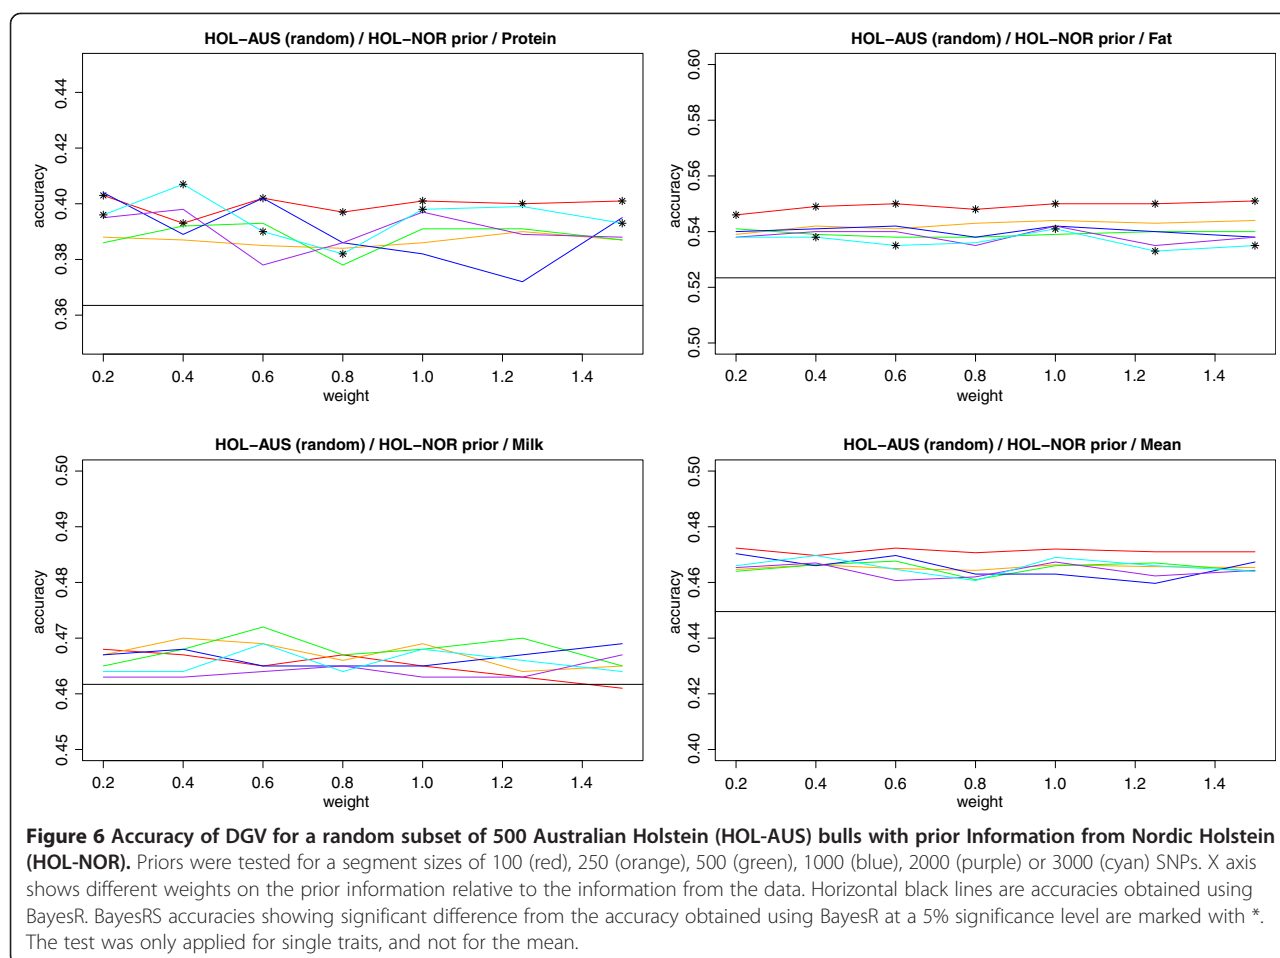 HOL−AUS (random) / HOL−NOR prior / Protein
accuracy
0.36 0.38 0.40 0.42 0.44
0.2 0.4 0.6 0.8 1.0 1.2 1.4
weight
HOL−AUS (random) / HOL−NOR prior / Fat
accuracy
0.50 0.52 0.54 0.56 0.58 0.60
0.2 0.4 0.6 0.8 1.0 1.2 1.4
weight
HOL−AUS (random) / HOL−NOR prior / Milk
accuracy
0.45 0.46 0.47 0.48 0.49 0.50
0.2 0.4 0.6 0.8 1.0 1.2 1.4
weight
HOL−AUS (random) / HOL−NOR prior / Mean
accuracy
0.40 0.42 0.44 0.46 0.48 0.50
0.2 0.4 0.6 0.8 1.0 1.2 1.4
weight
Figure 6 Accuracy of DGV for a random subset of 500 Australian Holstein (HOL-AUS) bulls with prior Information from Nordic Holstein
(HOL-NOR). Priors were tested for a segment sizes of 100 (red), 250 (orange), 500 (green), 1000 (blue), 2000 (purple) or 3000 (cyan) SNPs. X axis
shows different weights on the prior information relative to the information from the data. Horizontal black lines are accuracies obtained using
BayesR. BayesRS accuracies showing significant difference from the accuracy obtained using BayesR at a 5% significance level are marked with *.
The test was only applied for single traits, and not for the mean.